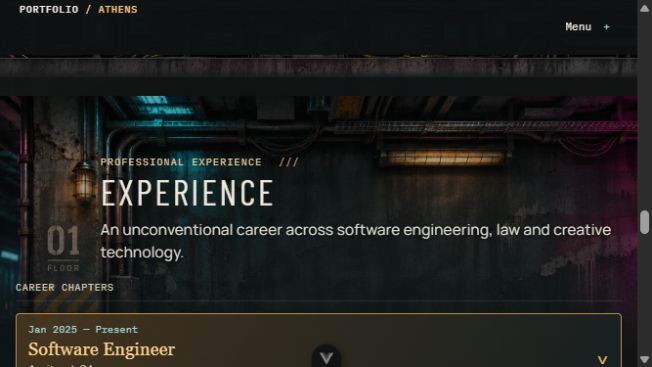 PORTFOLIO / ATHENS
Menu +
PROFESSIONAL EXPERIENCE ///
EXPERIENCE
An unconventional career across software engineering, law and creative
technology.
01
FLOOR
CAREER CHAPTERS
Jan 2025 — Present
Software Engineer